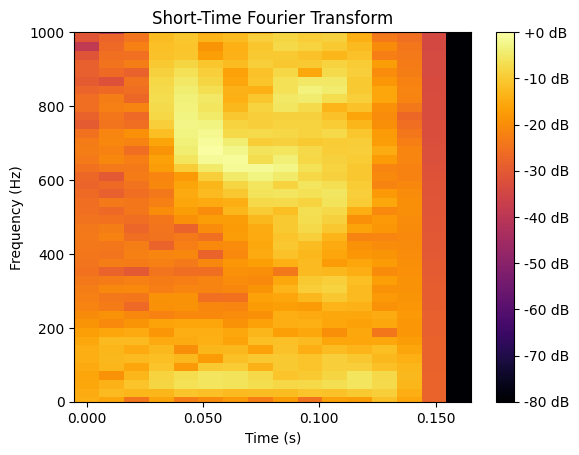 Short-Time Fourier Transform
1000
800
600
400
200
0
Frequency (Hz)
0.000
0.050
0.100
0.150
Time (s)
+0 dB
-10 dB
-20 dB
-30 dB
-40 dB
-50 dB
-60 dB
-70 dB
-80 dB